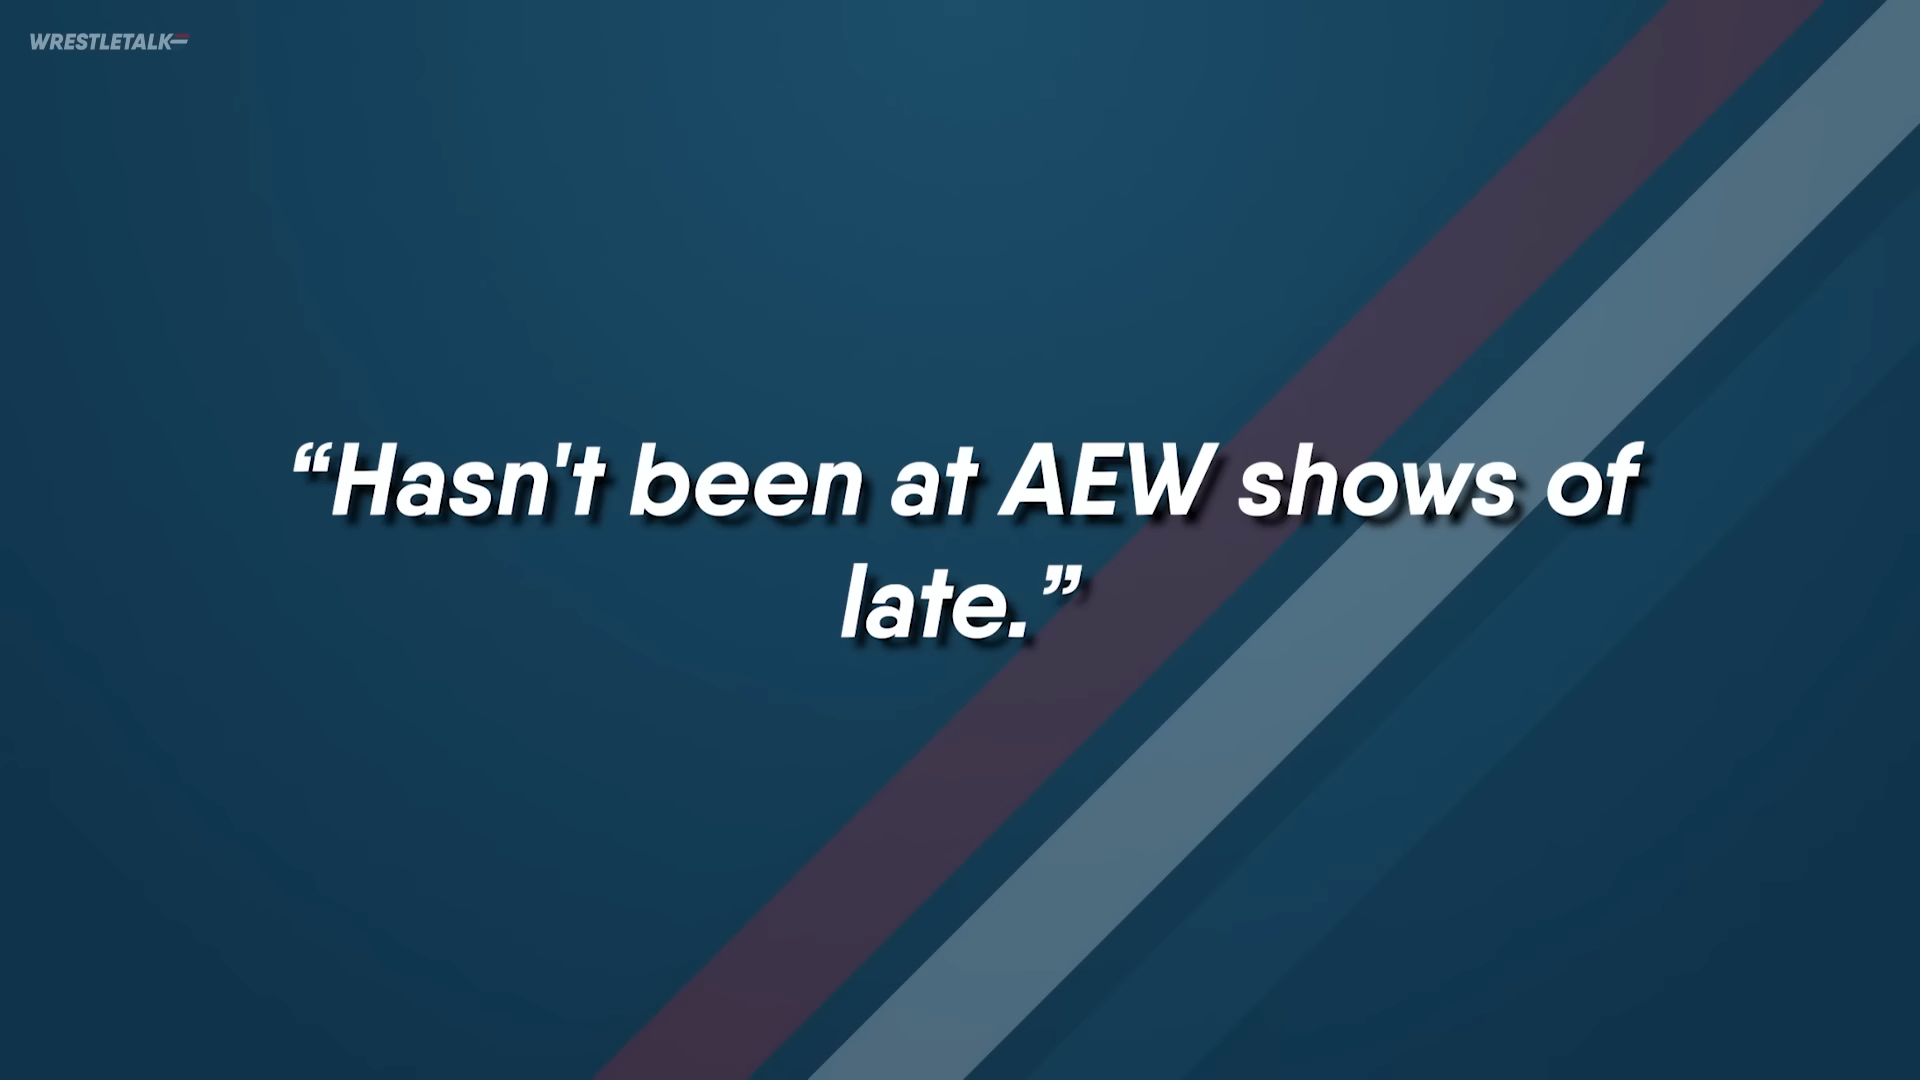 WRESTLETALK
“Hasn't been at AEW shows of
late.”